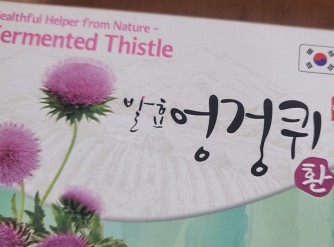 ealthful Helper from Nature -
ermented Thistle
발효 엉겅퀴
환